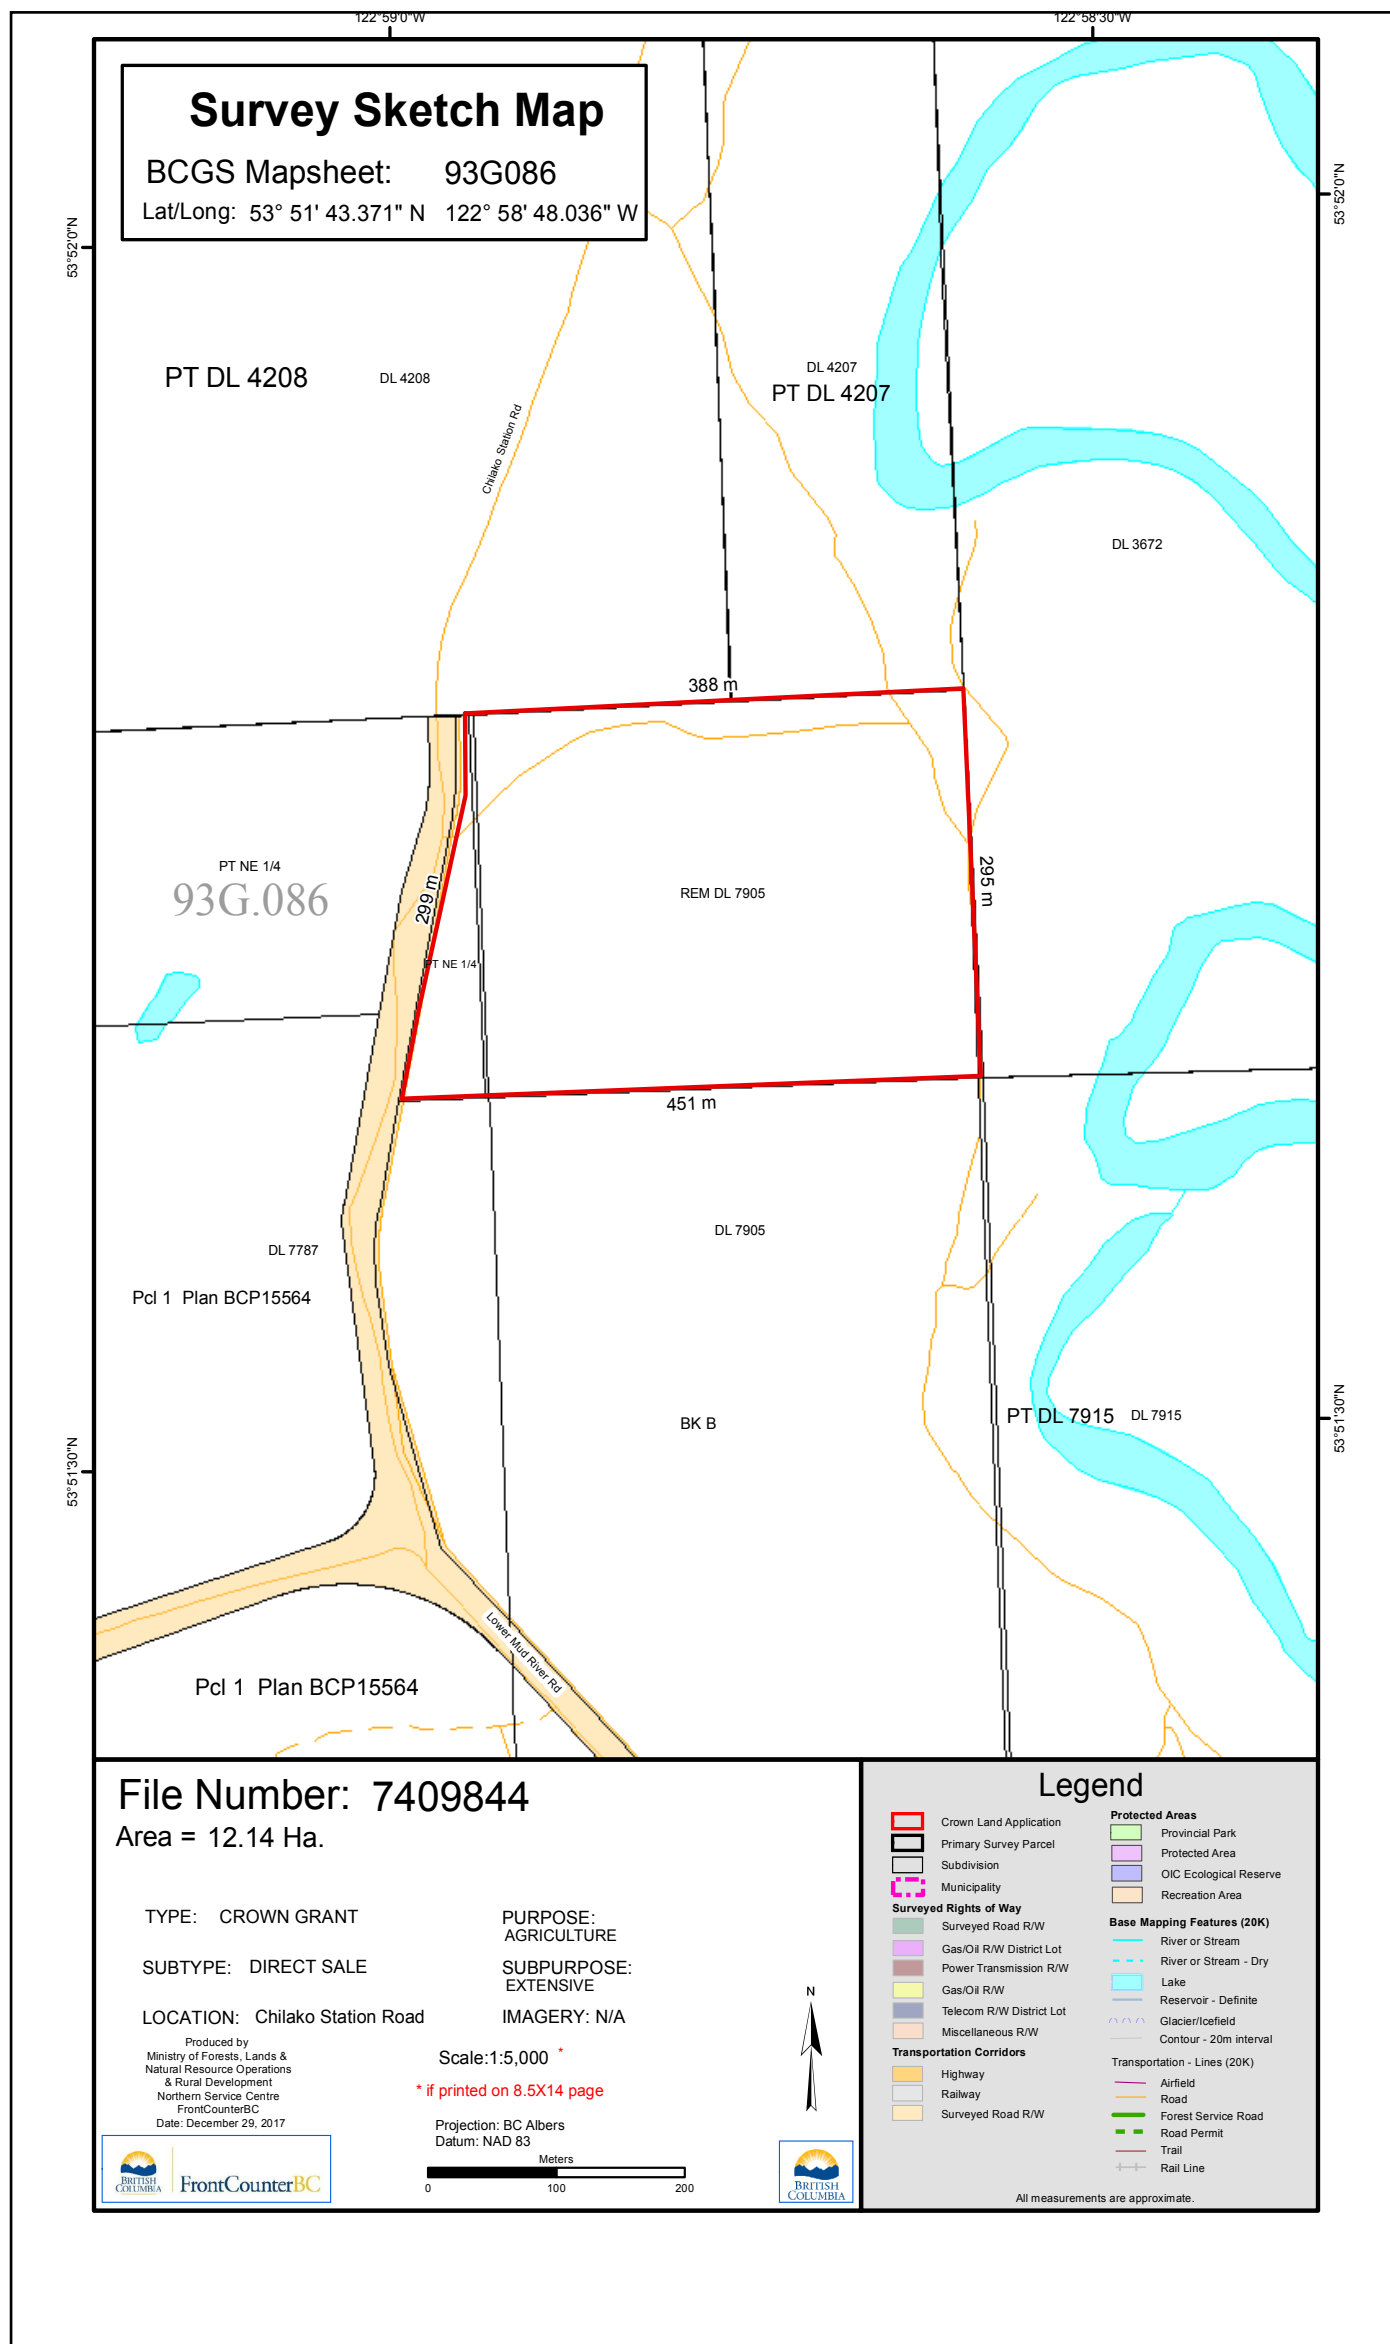 122°59'0"W
122°58'30"W
Survey Sketch Map
BCGS Mapsheet: 93G086
Lat/Long: 53° 51' 43.371" N 122° 58' 48.036" W
53°52'0"N
53°52'0"N
PT DL 4208
DL 4208
DL 4207
PT DL 4207
Chilako Station Rd
DL 3672
388 m
PT NE 1/4
93G.086
299 m
REM DL 7905
295 m
PT NE 1/4
451 m
DL 7787
DL 7905
Pcl 1 Plan BCP15564
BK B
PT DL 7915
DL 7915
53°51'30"N
53°51'30"N
Lower Mud River Rd
Pcl 1 Plan BCP15564
File Number: 7409844
Area = 12.14 Ha.
TYPE: CROWN GRANT
PURPOSE:
AGRICULTURE
SUBTYPE: DIRECT SALE
SUBPURPOSE:
EXTENSIVE
LOCATION: Chilako Station Road
IMAGERY: N/A
Produced by
Ministry of Forests, Lands &
Natural Resource Operations
& Rural Development
Northern Service Centre
FrontCounterBC
Date: December 29, 2017
Scale:1:5,000 *
* if printed on 8.5X14 page
Projection: BC Albers
Datum: NAD 83
Meters
0 100 200
N
BRITISH
COLUMBIA
FrontCounterBC
BRITISH
COLUMBIA
Legend
Crown Land Application
Primary Survey Parcel
Subdivision
Municipality
Surveyed Rights of Way
Surveyed Road R/W
Gas/Oil R/W District Lot
Power Transmission R/W
Gas/Oil R/W
Telecom R/W District Lot
Miscellaneous R/W
Transportation Corridors
Highway
Railway
Surveyed Road R/W
Protected Areas
Provincial Park
Protected Area
OIC Ecological Reserve
Recreation Area
Base Mapping Features (20K)
River or Stream
River or Stream - Dry
Lake
Reservoir - Definite
Glacier/Icefield
Contour - 20m interval
Transportation - Lines (20K)
Airfield
Road
Forest Service Road
Road Permit
Trail
Rail Line
All measurements are approximate.